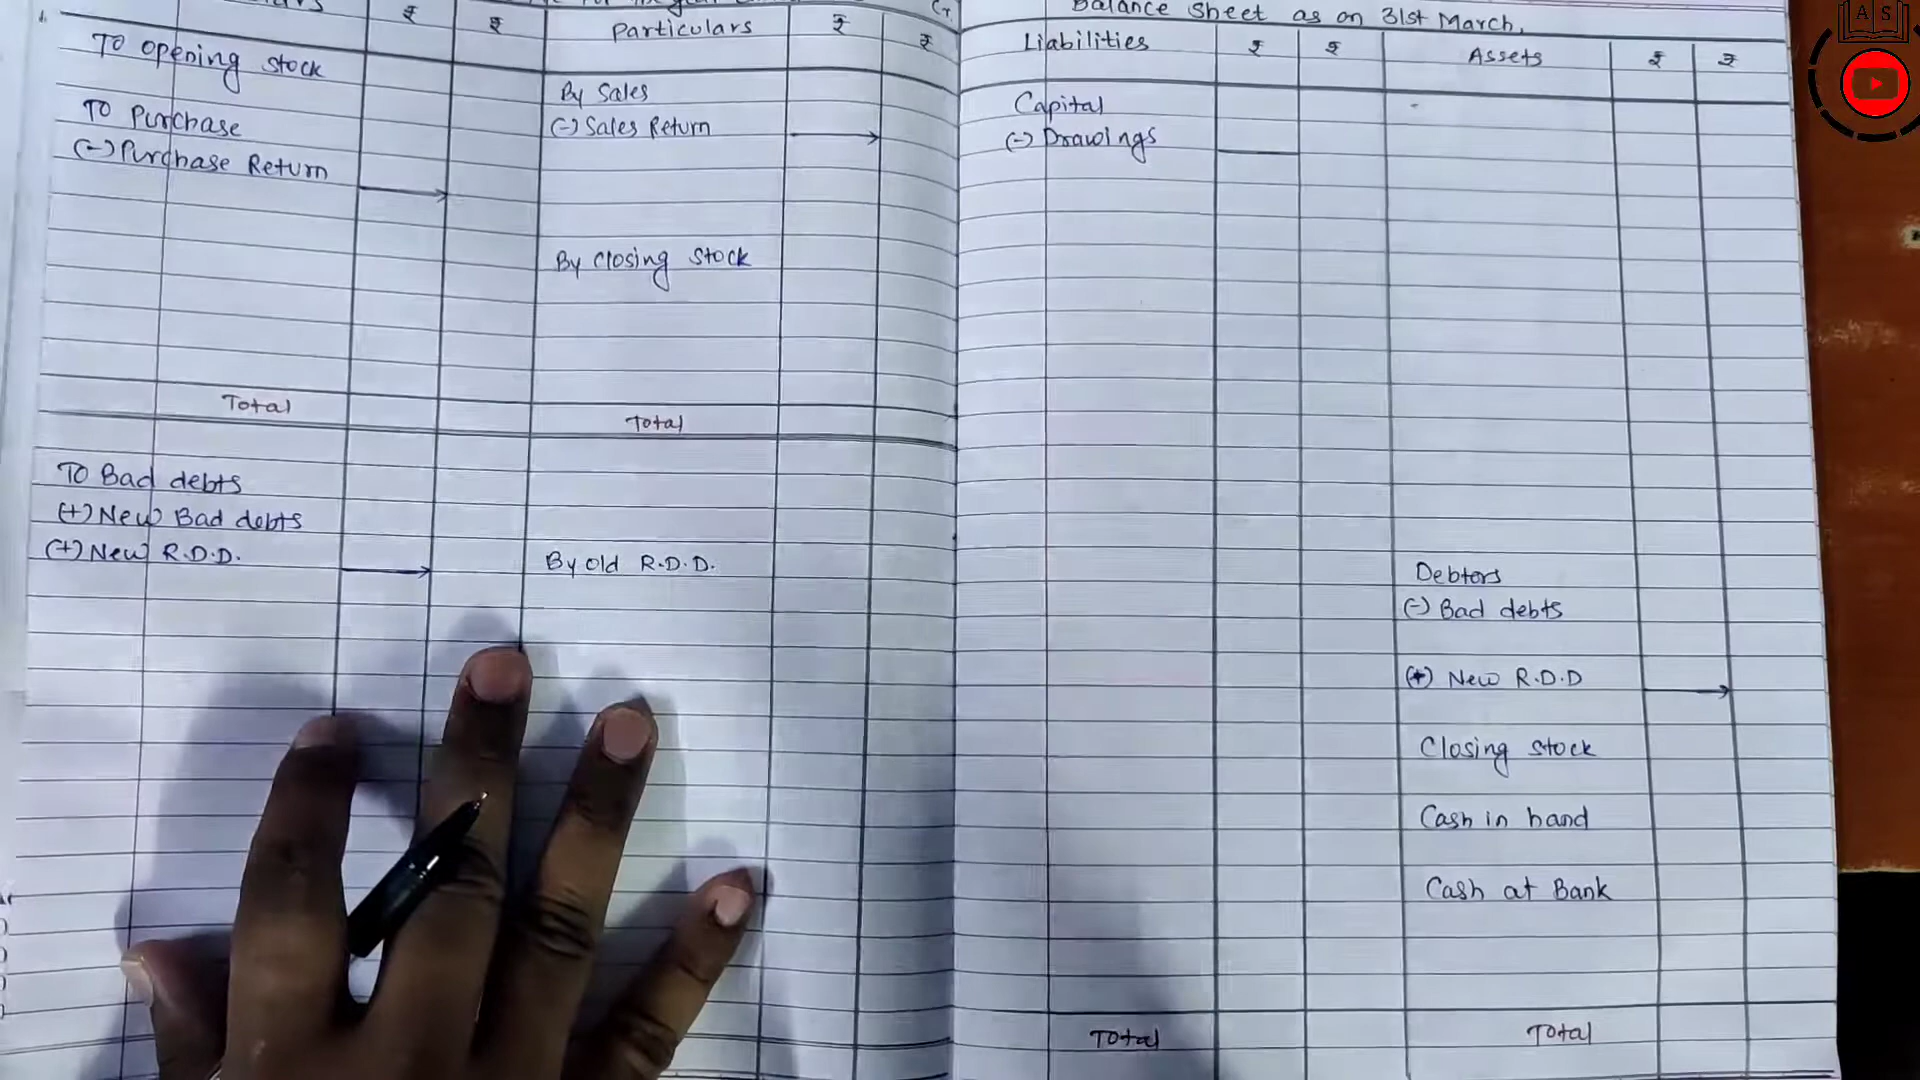 ₹ ₹ Particulars ₹ ₹
To opening stock
To Purchase
(-) Purchase Return
By Sales
(-) Sales Return
By Closing Stock
Total Total
To Bad debts
(+) New Bad debts
(+) New R.D.D.
By Old R.D.D.
Balance Sheet as on 31st March,
Liabilities ₹ ₹ Assets ₹ ₹
Capital
(-) Drawings
Debtors
(-) Bad debts
New R.D.D
Closing stock
Cash in hand
Cash at Bank
Total Total
AS